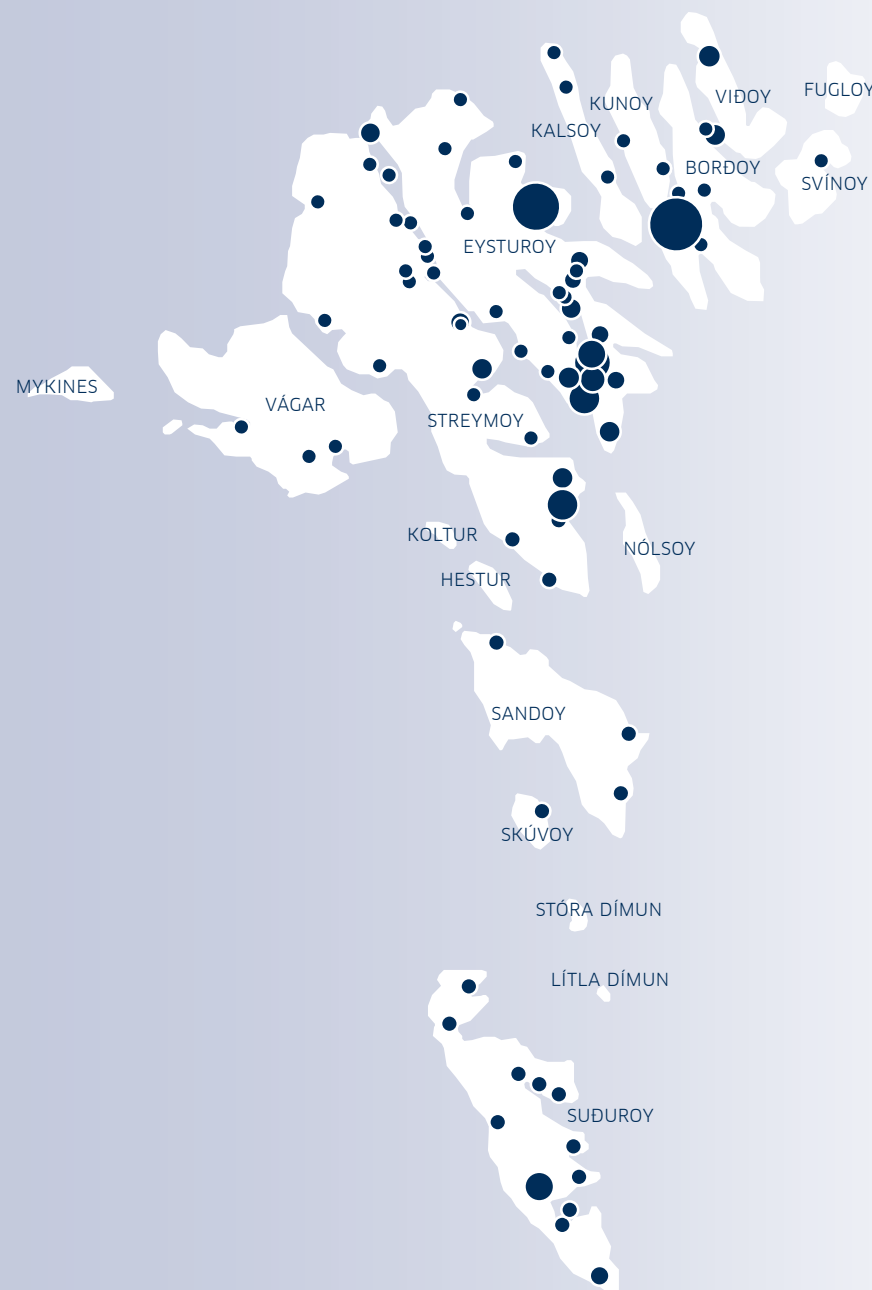 FUGLOY
VIÐOY
KUNOY
KALSOY
BORÐOY
SVÍNOY
EYSTUROY
MYKINES
VÁGAR
STREYMOY
KOLTUR
NÓLSOY
HESTUR
SANDOY
SKÚVOY
STÓRA DÍMUN
LÍTLA DÍMUN
SUÐUROY